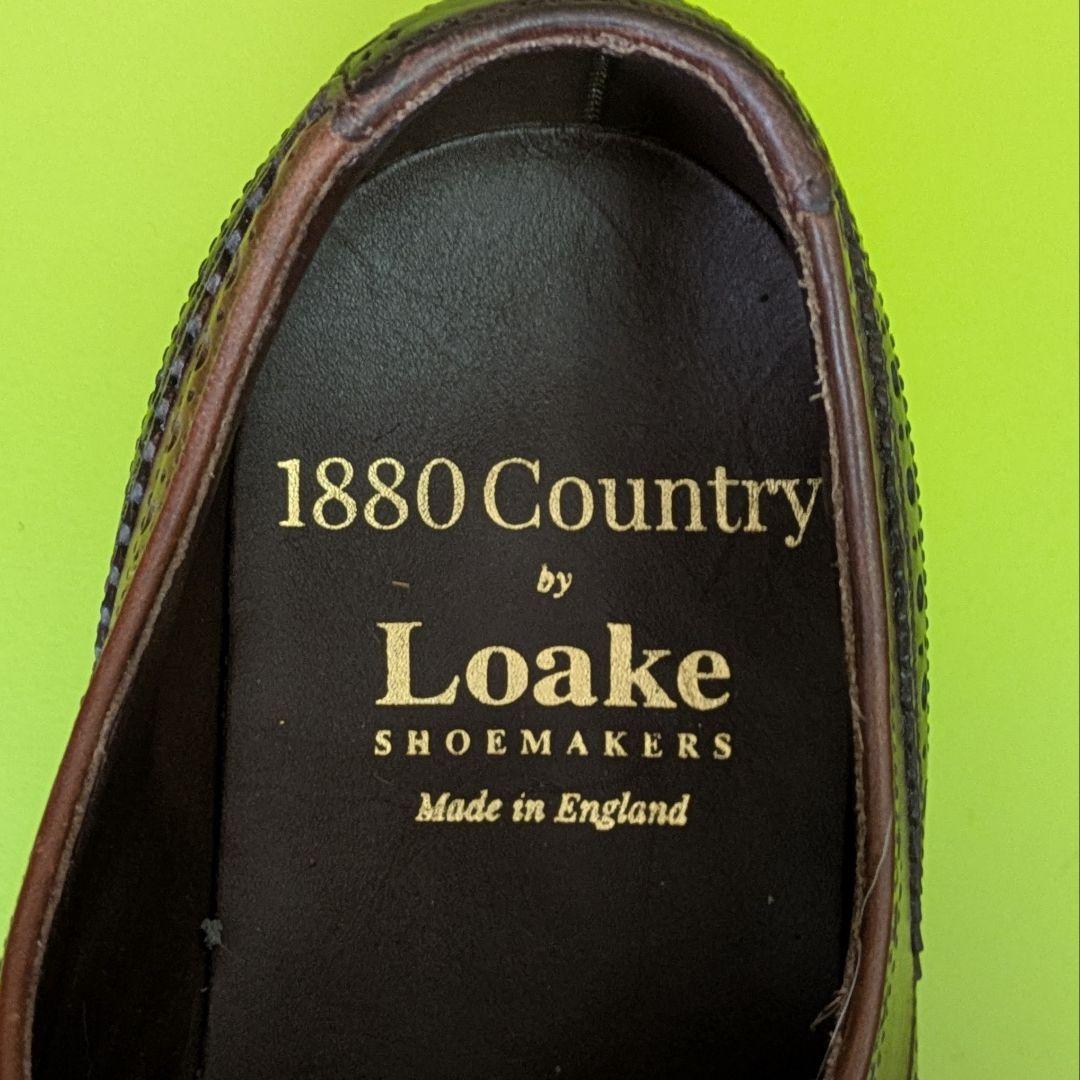 1880 Country
by
Loake
SHOEMAKERS
Made in England